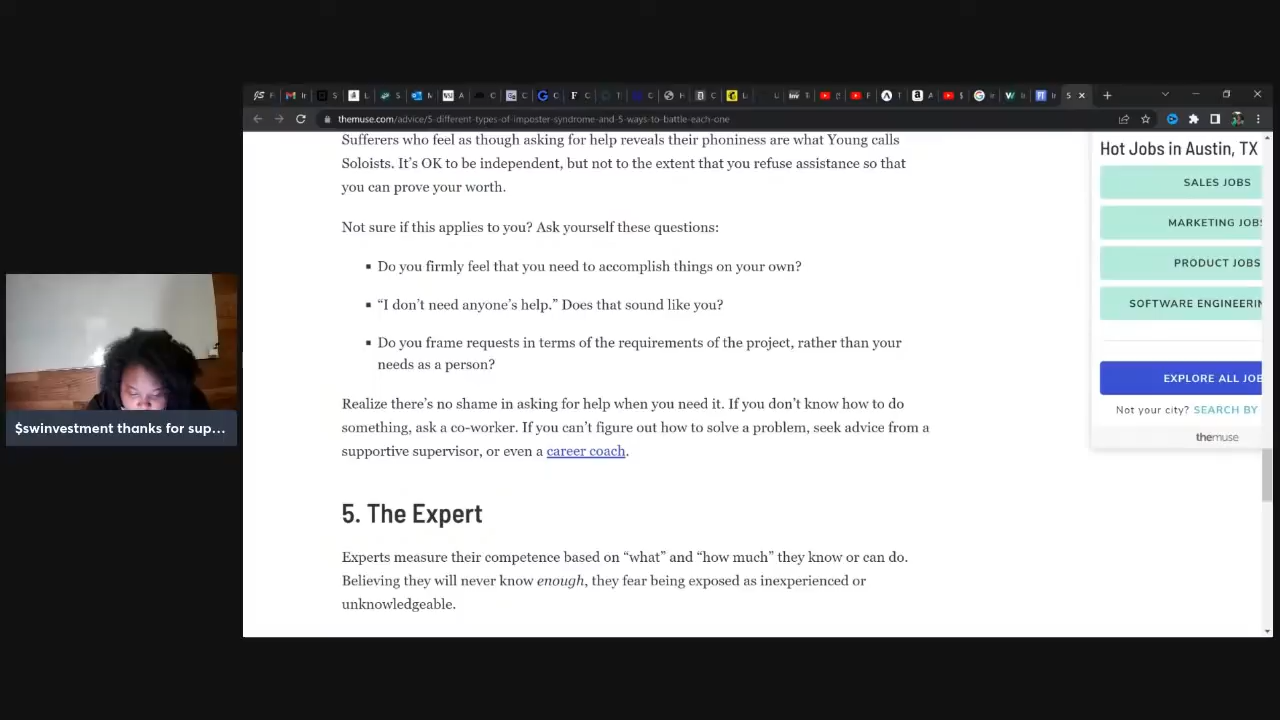 themuse.com/advice/5-different-types-of-imposter-syndrome-and-5-ways-to-battle-each-one
Sufferers who feel as though asking for help reveals their phoniness are what Young calls
Soloists. It’s OK to be independent, but not to the extent that you refuse assistance so that
you can prove your worth.
Not sure if this applies to you? Ask yourself these questions:
Do you firmly feel that you need to accomplish things on your own?
“I don’t need anyone’s help.” Does that sound like you?
Do you frame requests in terms of the requirements of the project, rather than your
needs as a person?
Realize there’s no shame in asking for help when you need it. If you don’t know how to do
something, ask a co-worker. If you can’t figure out how to solve a problem, seek advice from a
supportive supervisor, or even a career coach.
5. The Expert
Experts measure their competence based on “what” and “how much” they know or can do.
Believing they will never know enough, they fear being exposed as inexperienced or
unknowledgeable.
Hot Jobs in Austin, TX
SALES JOBS
MARKETING JOBS
PRODUCT JOBS
SOFTWARE ENGINEERIN
EXPLORE ALL JOB
Not your city? SEARCH BY
themuse
$swinvestment thanks for sup...